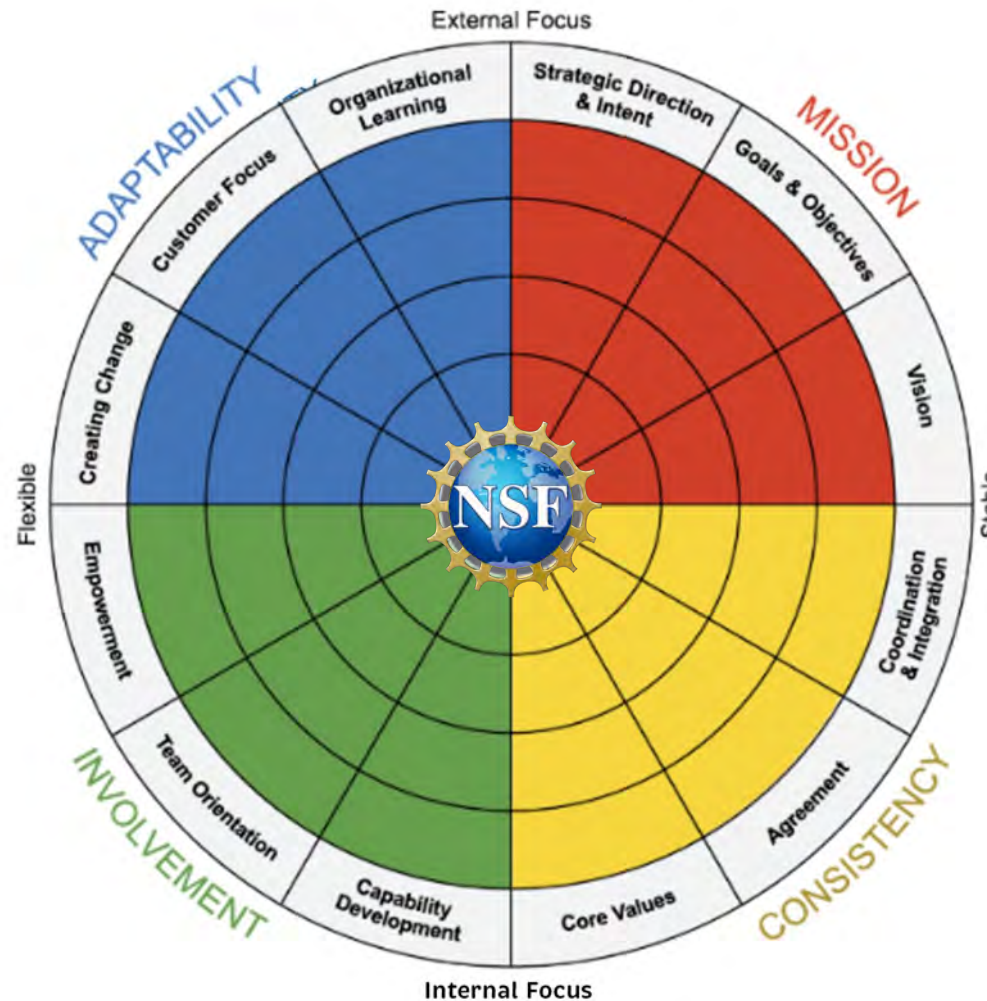 External Focus
ADAPTABILITY
Organizational
Learning
Strategic Direction
& Intent
MISSION
Customer Focus
Goals & Objectives
Creating Change
Vision
Flexible
NSF
Stable
Empowerment
Coordination
& Integration
Team Orientation
Agreement
INVOLVEMENT
Capability
Development
Core Values
CONSISTENCY
Internal Focus